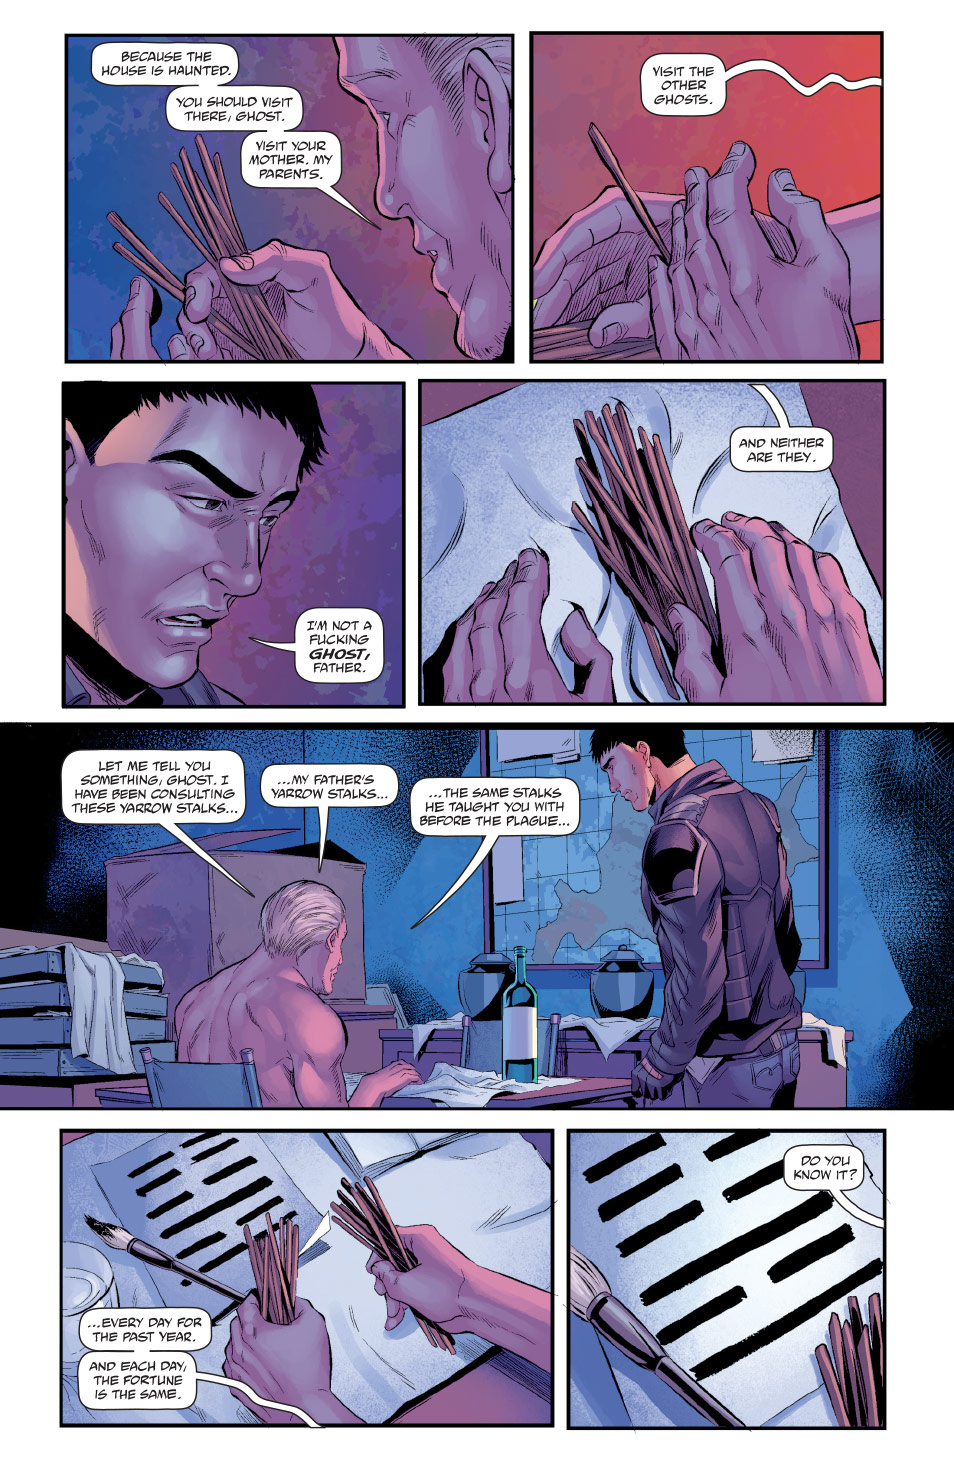 BECAUSE THE
HOUSE IS HAUNTED.
YOU SHOULD VISIT
THERE, GHOST.
VISIT YOUR
MOTHER. MY
PARENTS.
VISIT THE
OTHER
GHOSTS.
I'M NOT A
FUCKING
GHOST,
FATHER.
AND NEITHER
ARE THEY.
LET ME TELL YOU
SOMETHING, GHOST. I
HAVE BEEN CONSULTING
THESE YARROW STALKS...
...MY FATHER'S
YARROW STALKS...
...THE SAME STALKS
HE TAUGHT YOU WITH
BEFORE THE PLAGUE...
...EVERY DAY FOR
THE PAST YEAR.
AND EACH DAY,
THE FORTUNE
IS THE SAME.
DO YOU
KNOW IT?